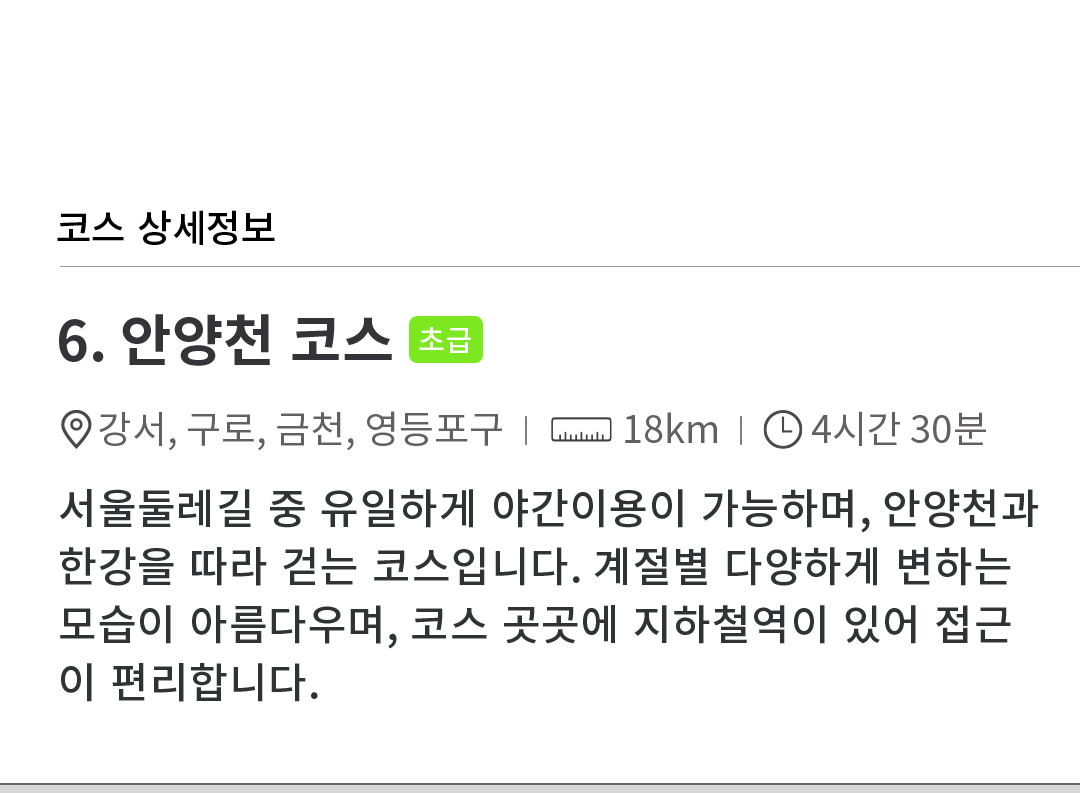 코스 상세정보
6. 안양천 코스 초급
강서, 구로, 금천, 영등포구 | 18km | 4시간 30분
서울둘레길 중 유일하게 야간이용이 가능하며, 안양천과
한강을 따라 걷는 코스입니다. 계절별 다양하게 변하는
모습이 아름다우며, 코스 곳곳에 지하철역이 있어 접근
이 편리합니다.